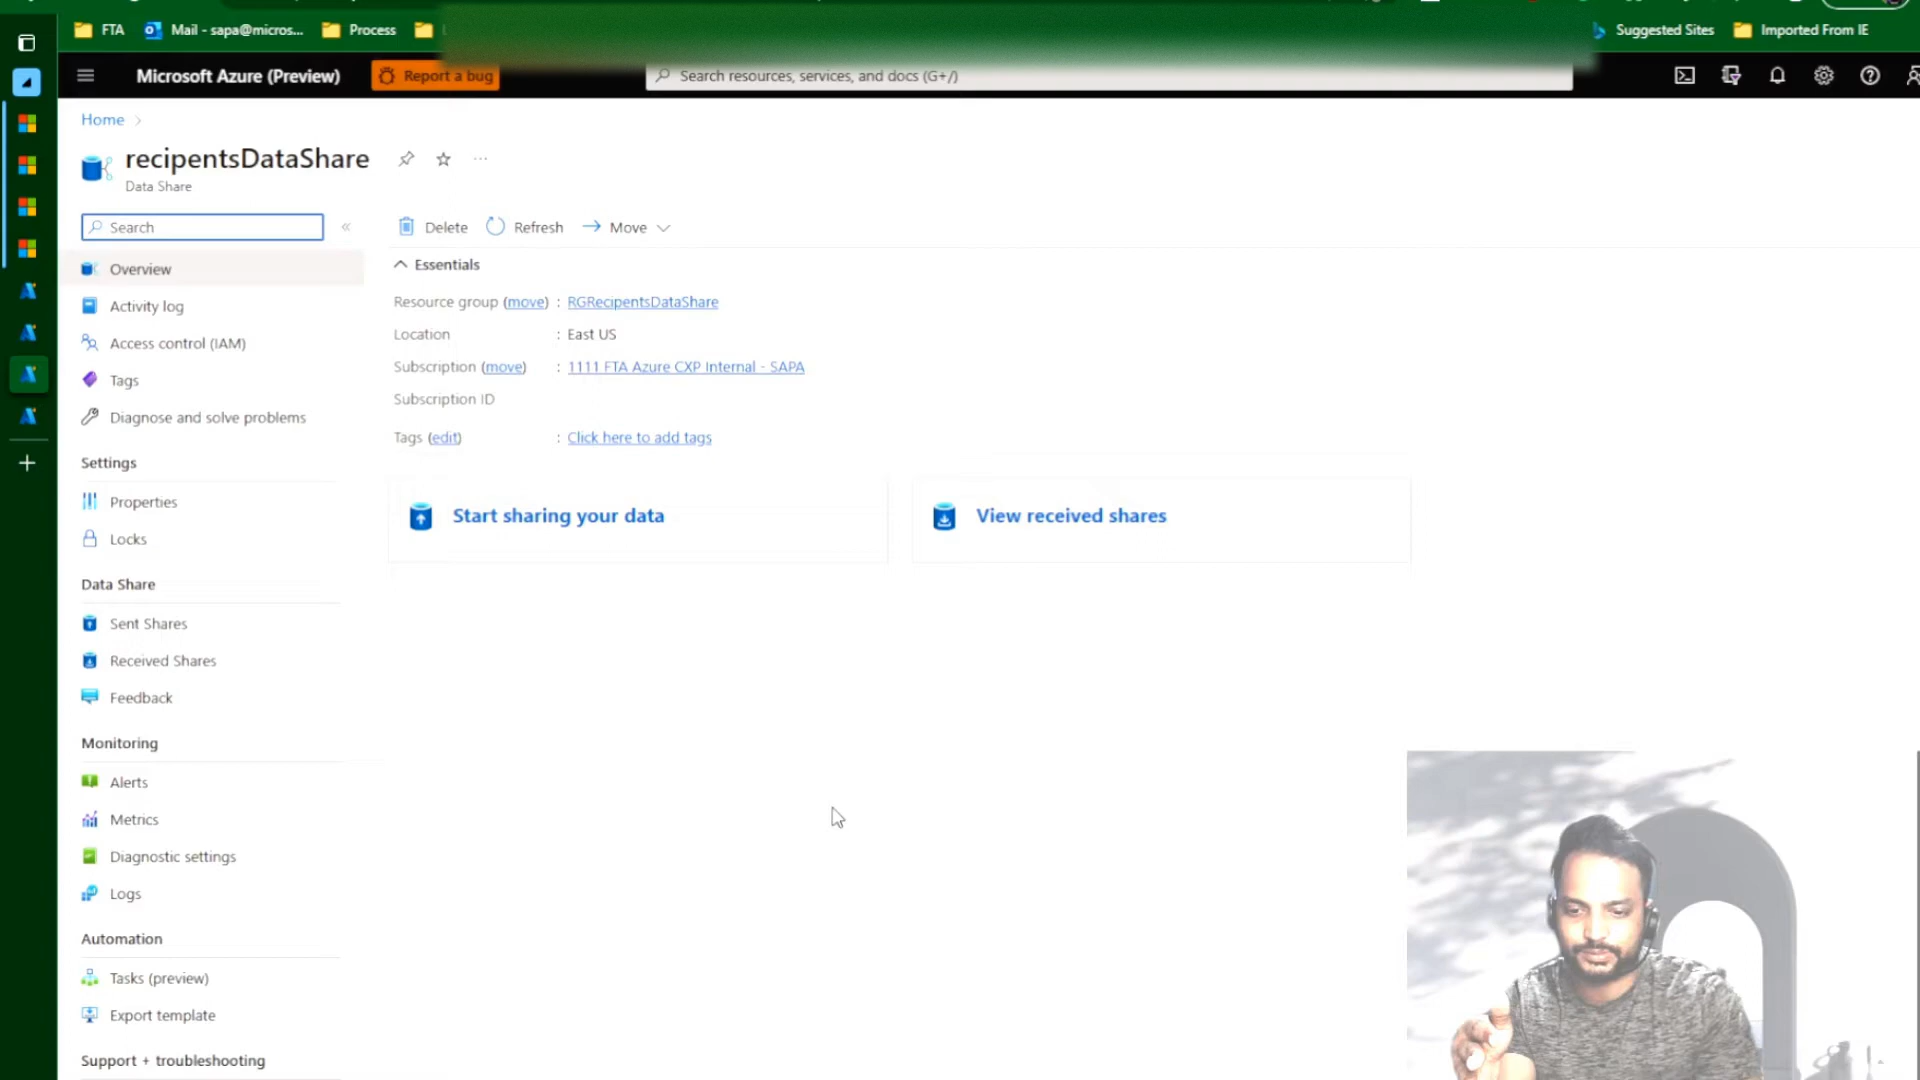 FTA
Mail - sapa@micros...
Process
Suggested Sites
Imported From IE
Microsoft Azure (Preview)
Report a bug
Search resources, services, and docs (G+/)
Home
recipentsDataShare
Data Share
Search
Delete
Refresh
Move
Overview
Essentials
Activity log
Resource group (move) : RGRecipentsDataShare
Access control (IAM)
Location : East US
Tags
Subscription (move) : 1111 FTA Azure CXP Internal - SAPA
Diagnose and solve problems
Subscription ID
Tags (edit) : Click here to add tags
Settings
Properties
Start sharing your data
View received shares
Locks
Data Share
Sent Shares
Received Shares
Feedback
Monitoring
Alerts
Metrics
Diagnostic settings
Logs
Automation
Tasks (preview)
Export template
Support + troubleshooting